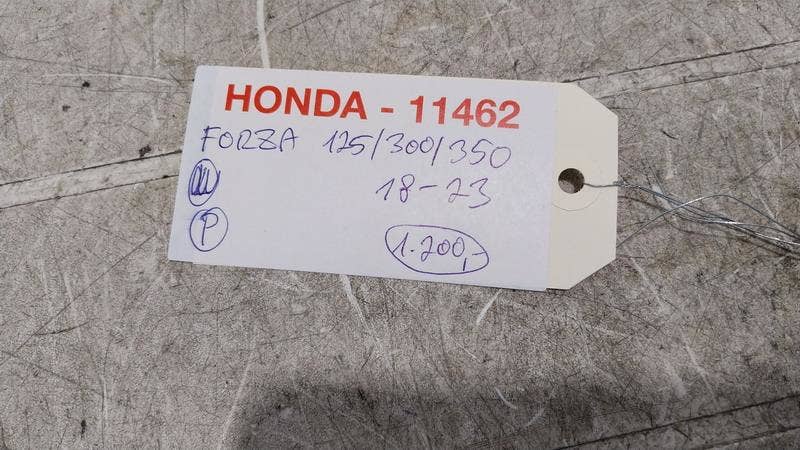 HONDA - 11462
FORZA 125/300/350
18-23
P
1.200,-